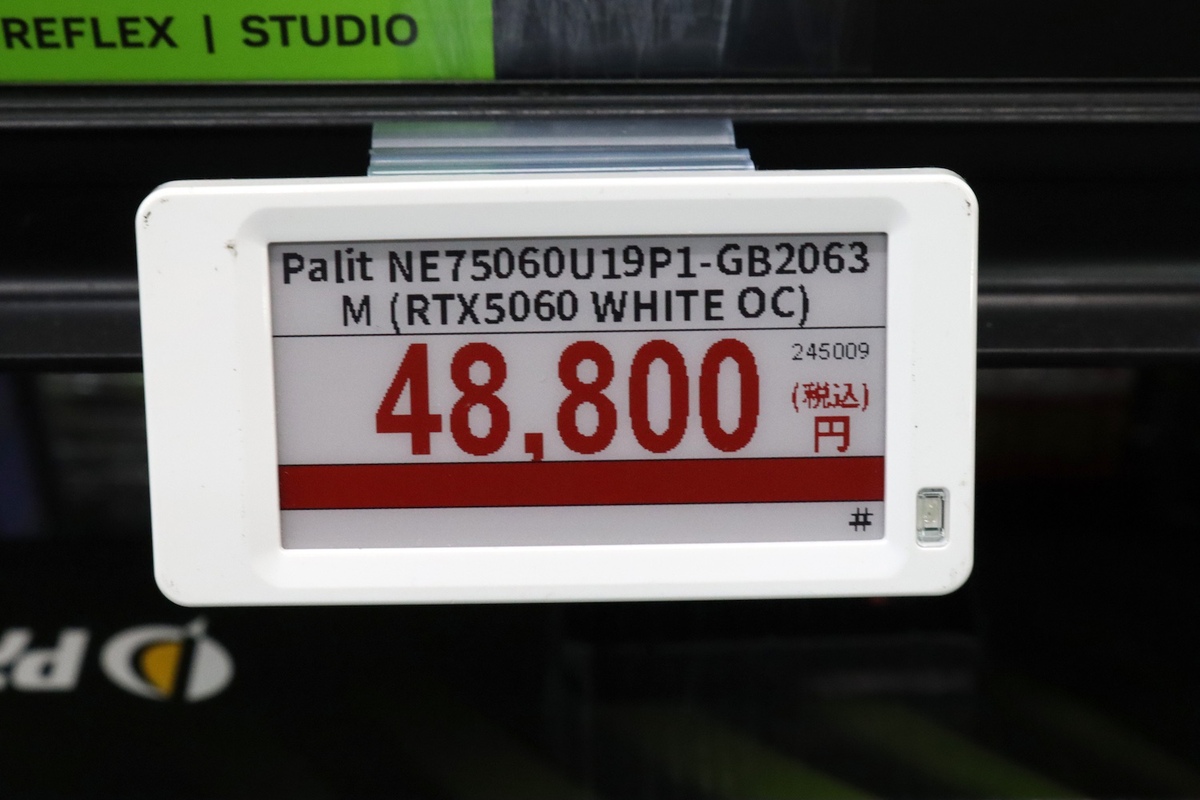 REFLEX | STUDIO
Palit NE75060U19P1-GB2063
M (RTX5060 WHITE OC)
245009
48,800
(税込)
円
#